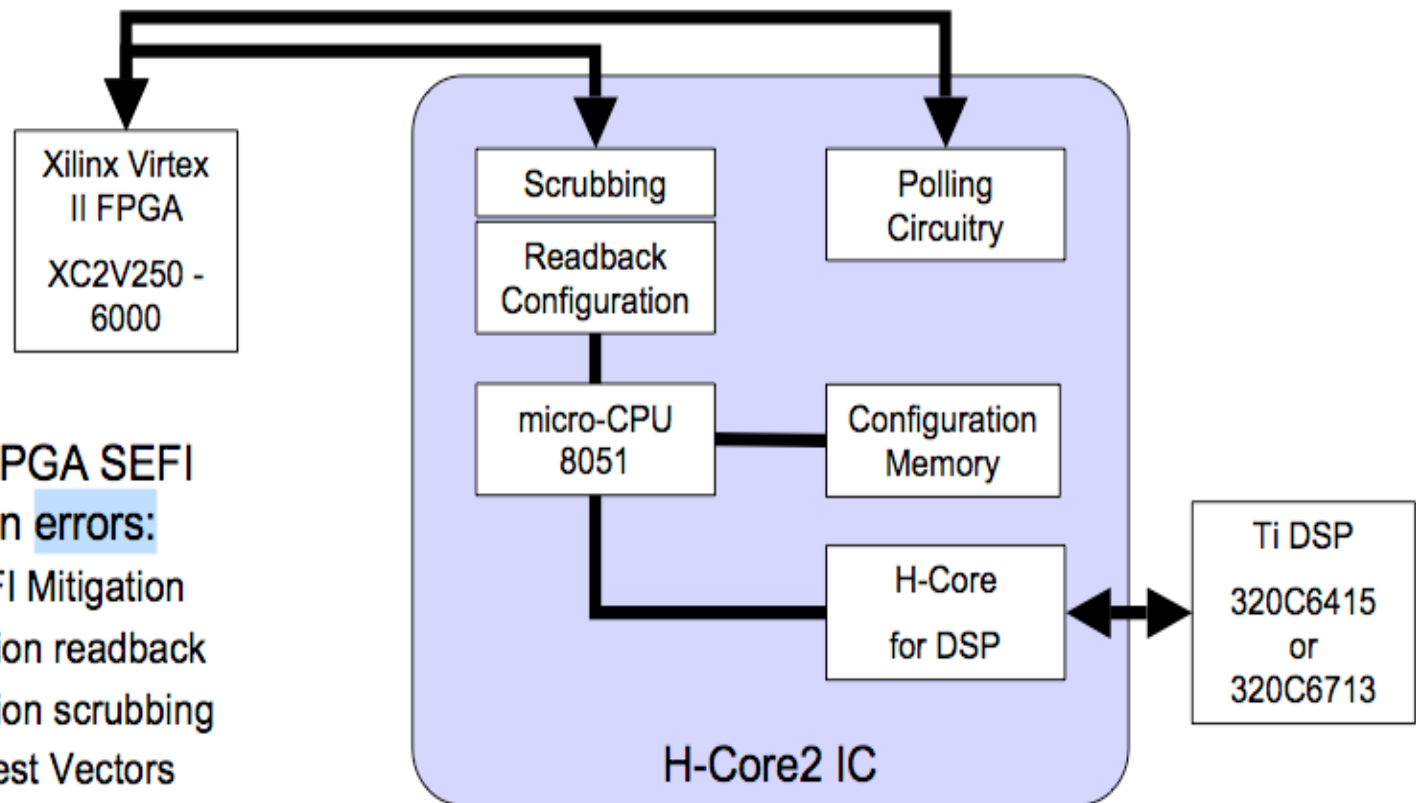 Xilinx Virtex
II FPGA
XC2V250 -
6000
Scrubbing
Readback
Configuration
Polling
Circuitry
micro-CPU
8051
Configuration
Memory
H-Core
for DSP
H-Core2 IC
Ti DSP
320C6415
or
320C6713
PGA SEFI
n errors:
FI Mitigation
ion readback
ion scrubbing
est Vectors